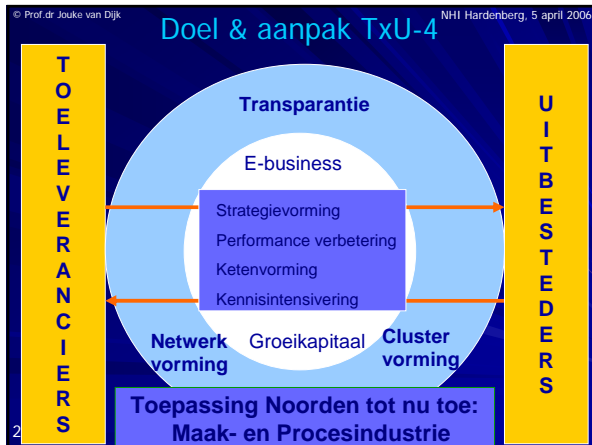 © Prof.dr Jouke van Dijk
NHI Hardenberg, 5 april 2006
Doel & aanpak TxU-4
TOELEVERANCIERS
Transparantie
E-business
Strategievorming
Performance verbetering
Ketenvorming
Kennisintensivering
Netwerk
vorming
Groeikapitaal
Cluster
vorming
UITBESTEDERS
Toepassing Noorden tot nu toe:
Maak- en Procesindustrie
2